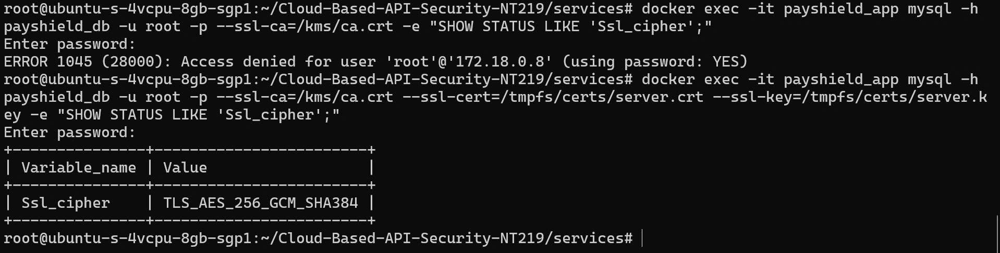 root@ubuntu-s-4vcpu-8gb-sgp1:~/Cloud-Based-API-Security-NT219/services# docker exec -it payshield_app mysql -h
payshield_db -u root -p --ssl-ca=/kms/ca.crt -e "SHOW STATUS LIKE 'Ssl_cipher';"
Enter password:
ERROR 1045 (28000): Access denied for user 'root'@'172.18.0.8' (using password: YES)
root@ubuntu-s-4vcpu-8gb-sgp1:~/Cloud-Based-API-Security-NT219/services# docker exec -it payshield_app mysql -h
payshield_db -u root -p --ssl-ca=/kms/ca.crt --ssl-cert=/tmpfs/certs/server.crt --ssl-key=/tmpfs/certs/server.k
ey -e "SHOW STATUS LIKE 'Ssl_cipher';"
Enter password:
+---------------+------------------------+
| Variable_name | Value                  |
+---------------+------------------------+
| Ssl_cipher    | TLS_AES_256_GCM_SHA384 |
+---------------+------------------------+
root@ubuntu-s-4vcpu-8gb-sgp1:~/Cloud-Based-API-Security-NT219/services#